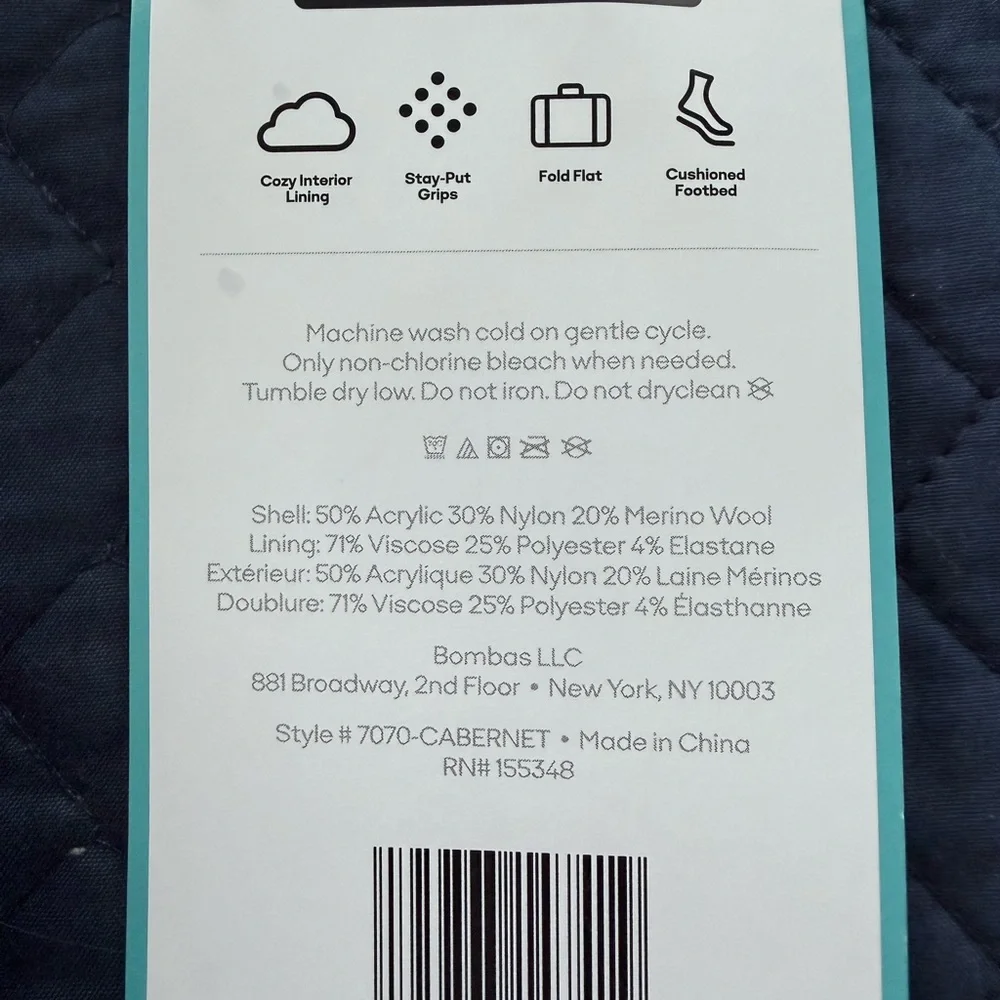 Cozy Interior
Lining
Stay-Put
Grips
Fold Flat
Cushioned
Footbed
Machine wash cold on gentle cycle.
Only non-chlorine bleach when needed.
Tumble dry low. Do not iron. Do not dryclean
Shell: 50% Acrylic 30% Nylon 20% Merino Wool
Lining: 71% Viscose 25% Polyester 4% Elastane
Extérieur: 50% Acrylique 30% Nylon 20% Laine Mérinos
Doublure: 71% Viscose 25% Polyester 4% Élasthanne
Bombas LLC
881 Broadway, 2nd Floor • New York, NY 10003
Style # 7070-CABERNET • Made in China
RN# 155348